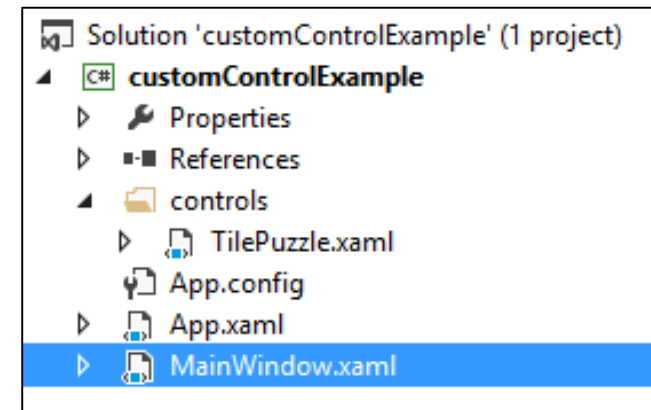 Solution 'customControlExample' (1 project)
C# customControlExample
Properties
References
controls
TilePuzzle.xaml
App.config
App.xaml
MainWindow.xaml